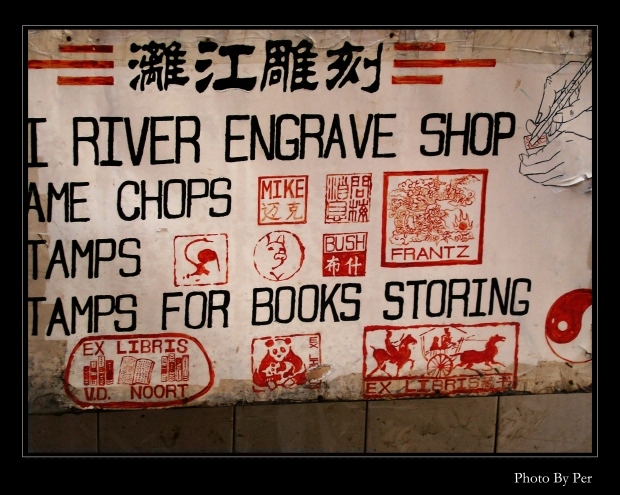 灕江雕刻
I RIVER ENGRAVE SHOP
AME CHOPS
MIKE
迈克
FRANTZ
TAMPS
BUSH
布什
TAMPS FOR BOOKS STORING
EX LIBRIS
V.D. NOORT
EX LIBRIS
Photo By Per